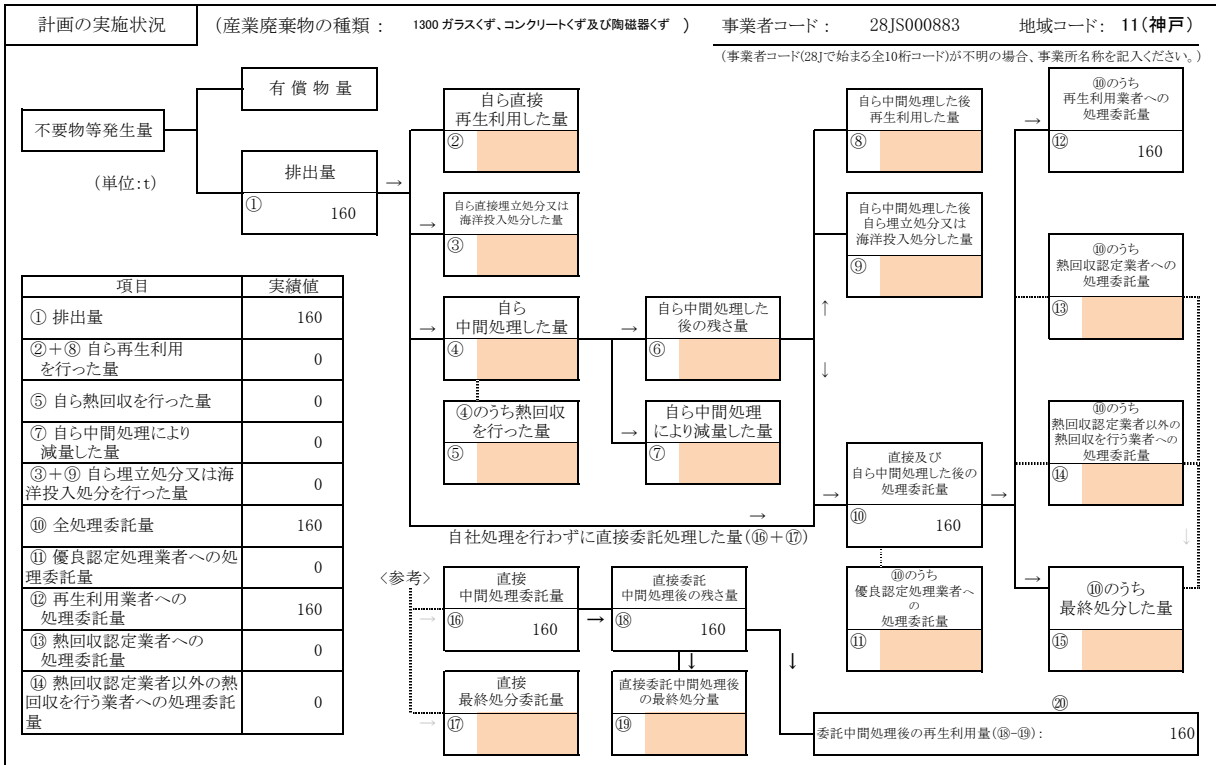 計画の実施状況 (産業廃棄物の種類： 1300 ガラスくず、コンクリートくず及び陶磁器くず ) 事業者コード： 28JS000883 地域コード： 11(神戸)
(事業者コード(28Jで始まる全10桁コード)が不明の場合、事業所名称を記入ください。)
不要物等発生量
(単位:t)
有償物量
排出量
→
① 160
自ら直接
再生利用した量
②
→
自ら直接埋立処分又は
海洋投入処分した量
③
→
自ら
中間処理した量
④
④のうち熱回収
を行った量
⑤
→
自ら中間処理した
後の残さ量
⑥
→
自ら中間処理
により減量した量
⑦
自ら中間処理した後
再生利用した量
⑧
自ら中間処理した後
自ら埋立処分又は
海洋投入処分した量
⑨
↑
↓
→
直接及び
自ら中間処理した後の
処理委託量
⑩ 160
→
⑩のうち
優良認定処理業者へ
の
処理委託量
⑪
→
⑩のうち
再生利用業者への
処理委託量
⑫ 160
⑩のうち
熱回収認定業者への
処理委託量
⑬
⑩のうち
熱回収認定業者以外の
熱回収を行う業者への
処理委託量
⑭
↓
→
⑩のうち
最終処分した量
⑮
項目 実績値
① 排出量 160
②＋⑧ 自ら再生利用
を行った量 0
⑤ 自ら熱回収を行った量 0
⑦ 自ら中間処理により
減量した量 0
③＋⑨ 自ら埋立処分又は海
洋投入処分を行った量 0
⑩ 全処理委託量 160
⑪ 優良認定処理業者への処
理委託量 0
⑫ 再生利用業者への
処理委託量 160
⑬ 熱回収認定業者への
処理委託量 0
⑭ 熱回収認定業者以外の熱
回収を行う業者への処理委託
量 0
→
自社処理を行わずに直接委託処理した量(⑯＋⑰)
〈参考〉
→
直接
中間処理委託量
⑯ 160
→
直接委託
中間処理後の残さ量
⑱ 160
↓
↓
→
直接
最終処分委託量
⑰
直接委託中間処理後
の最終処分量
⑲
⑳
委託中間処理後の再生利用量(⑱-⑲)： 160